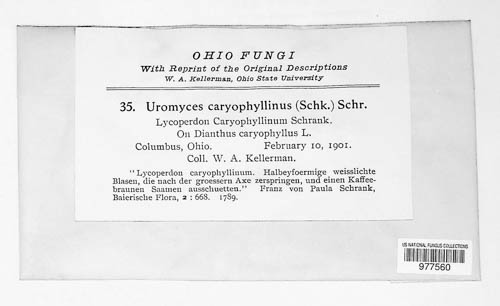 OHIO FUNGI
With Reprint of the Original Descriptions
W. A. Kellerman, Ohio State University
35. Uromyces caryophyllinus (Schk.) Schr.
Lycoperdon Caryophyllinum Schrank.
On Dianthus caryophyllus L.
Columbus, Ohio. February 10, 1901.
Coll. W. A. Kellerman.
"Lycoperdon caryophyllinum. Halbeyfoermige weisslichte
Blasen, die nach der groessern Axe zerspringen, und einen Kaffee-
braunen Saamen ausschuetten." Franz von Paula Schrank,
Baierische Flora, 2 : 668. 1789.
US NATIONAL FUNGUS COLLECTIONS
977560